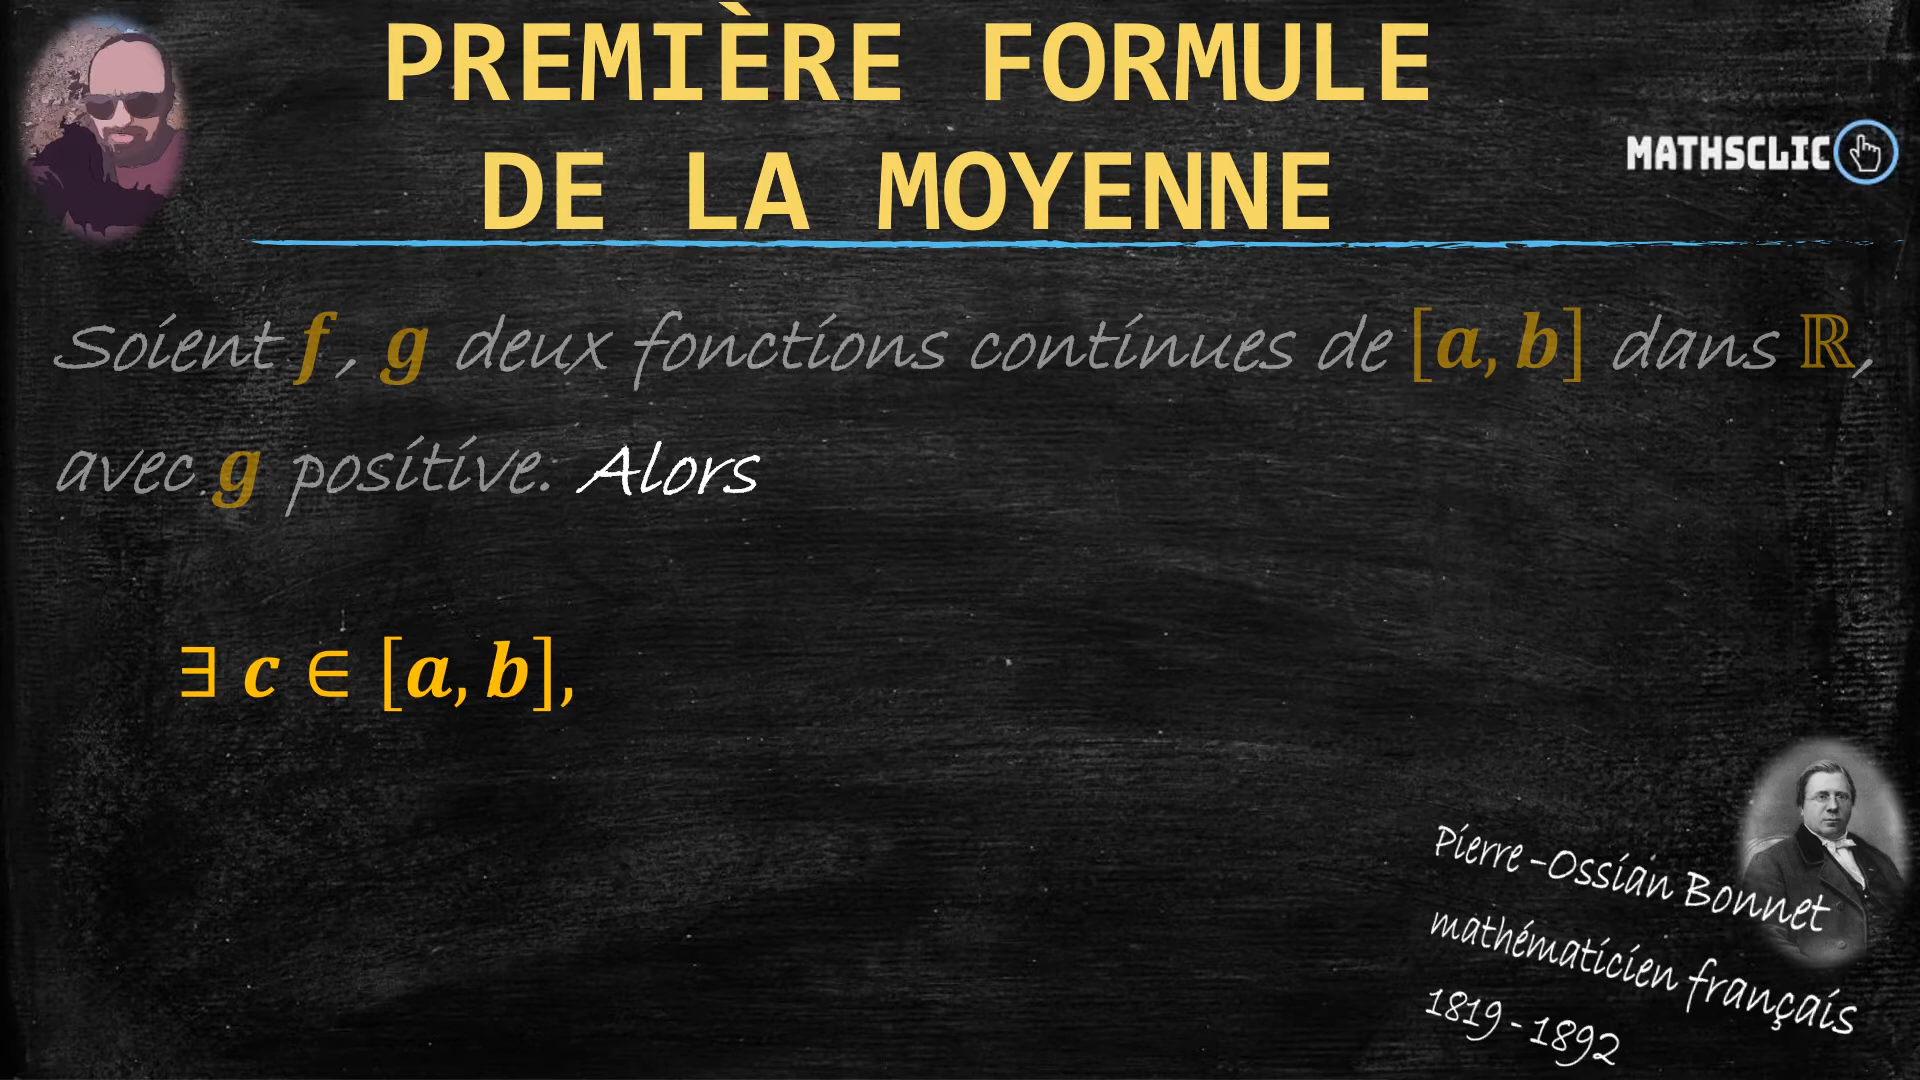 PREMIÈRE FORMULE
DE LA MOYENNE
MATHSCLIC
Soient f, g deux fonctions continues de [a, b] dans ℝ,
avec g positive. Alors
∃ c ∈ [a, b],
Pierre-Ossian Bonnet
mathématicien français
1819-1892